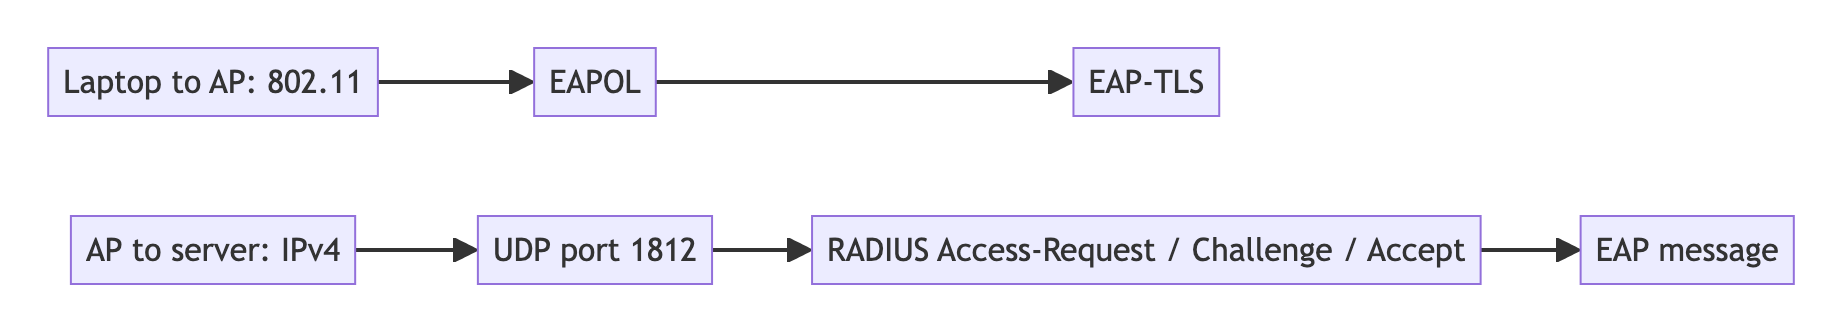 Laptop to AP: 802.11
EAPOL
EAP-TLS
AP to server: IPv4
UDP port 1812
RADIUS Access-Request / Challenge / Accept
EAP message